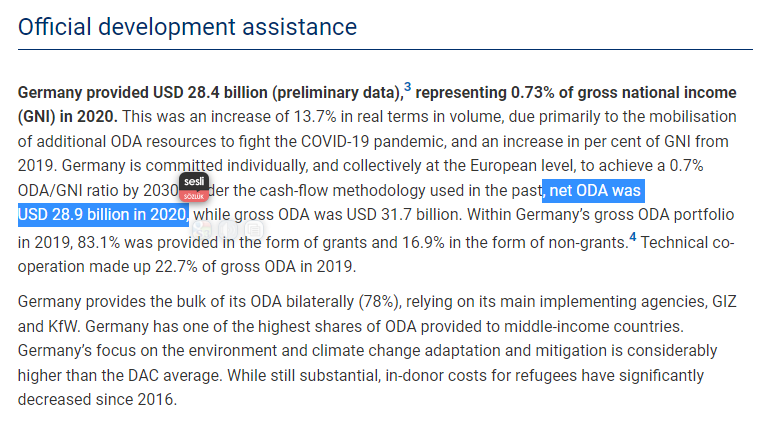 Official development assistance
Germany provided USD 28.4 billion (preliminary data),3 representing 0.73% of gross national income
(GNI) in 2020. This was an increase of 13.7% in real terms in volume, due primarily to the mobilisation
of additional ODA resources to fight the COVID-19 pandemic, and an increase in per cent of GNI from
2019. Germany is committed individually, and collectively at the European level, to achieve a 0.7%
ODA/GNI ratio by 2030 sesli SÖZLÜK der the cash-flow methodology used in the past, net ODA was
USD 28.9 billion in 2020, while gross ODA was USD 31.7 billion. Within Germany’s gross ODA portfolio
in 2019, 83.1% was provided in the form of grants and 16.9% in the form of non-grants.4 Technical co-
operation made up 22.7% of gross ODA in 2019.
Germany provides the bulk of its ODA bilaterally (78%), relying on its main implementing agencies, GIZ
and KfW. Germany has one of the highest shares of ODA provided to middle-income countries.
Germany’s focus on the environment and climate change adaptation and mitigation is considerably
higher than the DAC average. While still substantial, in-donor costs for refugees have significantly
decreased since 2016.